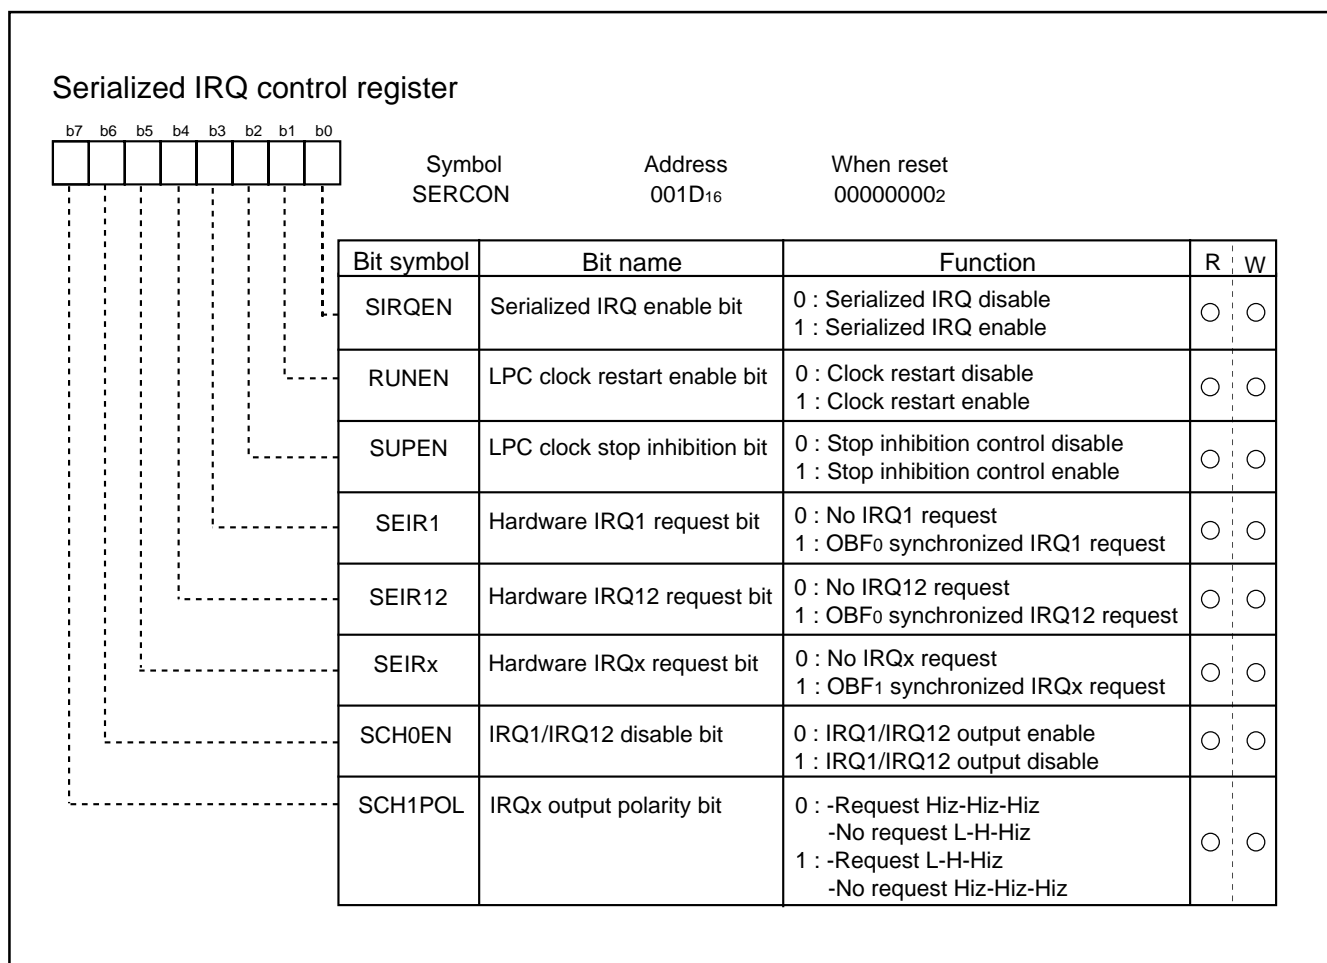 Serialized IRQ control register
b7 b6 b5 b4 b3 b2 b1 b0
Symbol Address When reset
SERCON 001D16 000000002
Bit symbol Bit name Function R W
SIRQEN Serialized IRQ enable bit 0 : Serialized IRQ disable
1 : Serialized IRQ enable
RUNEN LPC clock restart enable bit 0 : Clock restart disable
1 : Clock restart enable
SUPEN LPC clock stop inhibition bit 0 : Stop inhibition control disable
1 : Stop inhibition control enable
SEIR1 Hardware IRQ1 request bit 0 : No IRQ1 request
1 : OBF0 synchronized IRQ1 request
SEIR12 Hardware IRQ12 request bit 0 : No IRQ12 request
1 : OBF0 synchronized IRQ12 request
SEIRx Hardware IRQx request bit 0 : No IRQx request
1 : OBF1 synchronized IRQx request
SCH0EN IRQ1/IRQ12 disable bit 0 : IRQ1/IRQ12 output enable
1 : IRQ1/IRQ12 output disable
SCH1POL IRQx output polarity bit 0 : -Request Hiz-Hiz-Hiz
-No request L-H-Hiz
1 : -Request L-H-Hiz
-No request Hiz-Hiz-Hiz